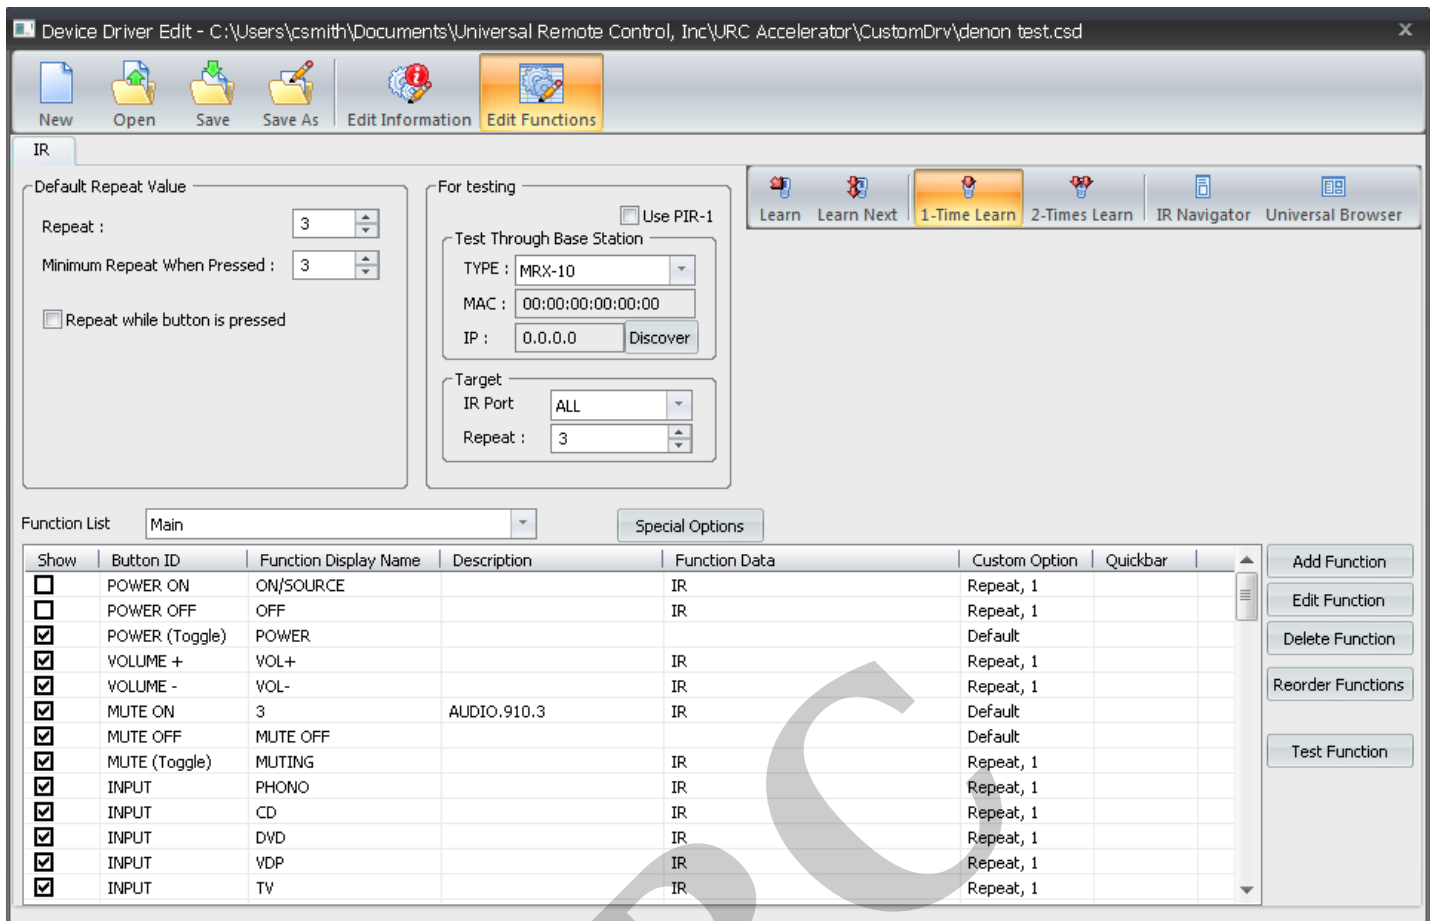 Device Driver Edit - C:\Users\csmith\Documents\Universal Remote Control, Inc\URC Accelerator\CustomDrv\denon test.csd x
New Open Save Save As Edit Information Edit Functions
IR
Default Repeat Value
Repeat : 3
Minimum Repeat When Pressed : 3
Repeat while button is pressed
For testing
Use PIR-1
Test Through Base Station
TYPE : MRX-10
MAC : 00:00:00:00:00:00
IP : 0.0.0.0 Discover
Target
IR Port ALL
Repeat : 3
Learn Learn Next 1-Time Learn 2-Times Learn IR Navigator Universal Browser
Function List Main Special Options
Show Button ID Function Display Name Description Function Data Custom Option Quickbar
POWER ON ON/SOURCE IR Repeat, 1
POWER OFF OFF IR Repeat, 1
POWER (Toggle) POWER Default
VOLUME + VOL+ IR Repeat, 1
VOLUME - VOL- IR Repeat, 1
MUTE ON 3 AUDIO.910.3 IR Default
MUTE OFF MUTE OFF Default
MUTE (Toggle) MUTING IR Repeat, 1
INPUT PHONO IR Repeat, 1
INPUT CD IR Repeat, 1
INPUT DVD IR Repeat, 1
INPUT VDP IR Repeat, 1
INPUT TV IR Repeat, 1
Add Function
Edit Function
Delete Function
Reorder Functions
Test Function